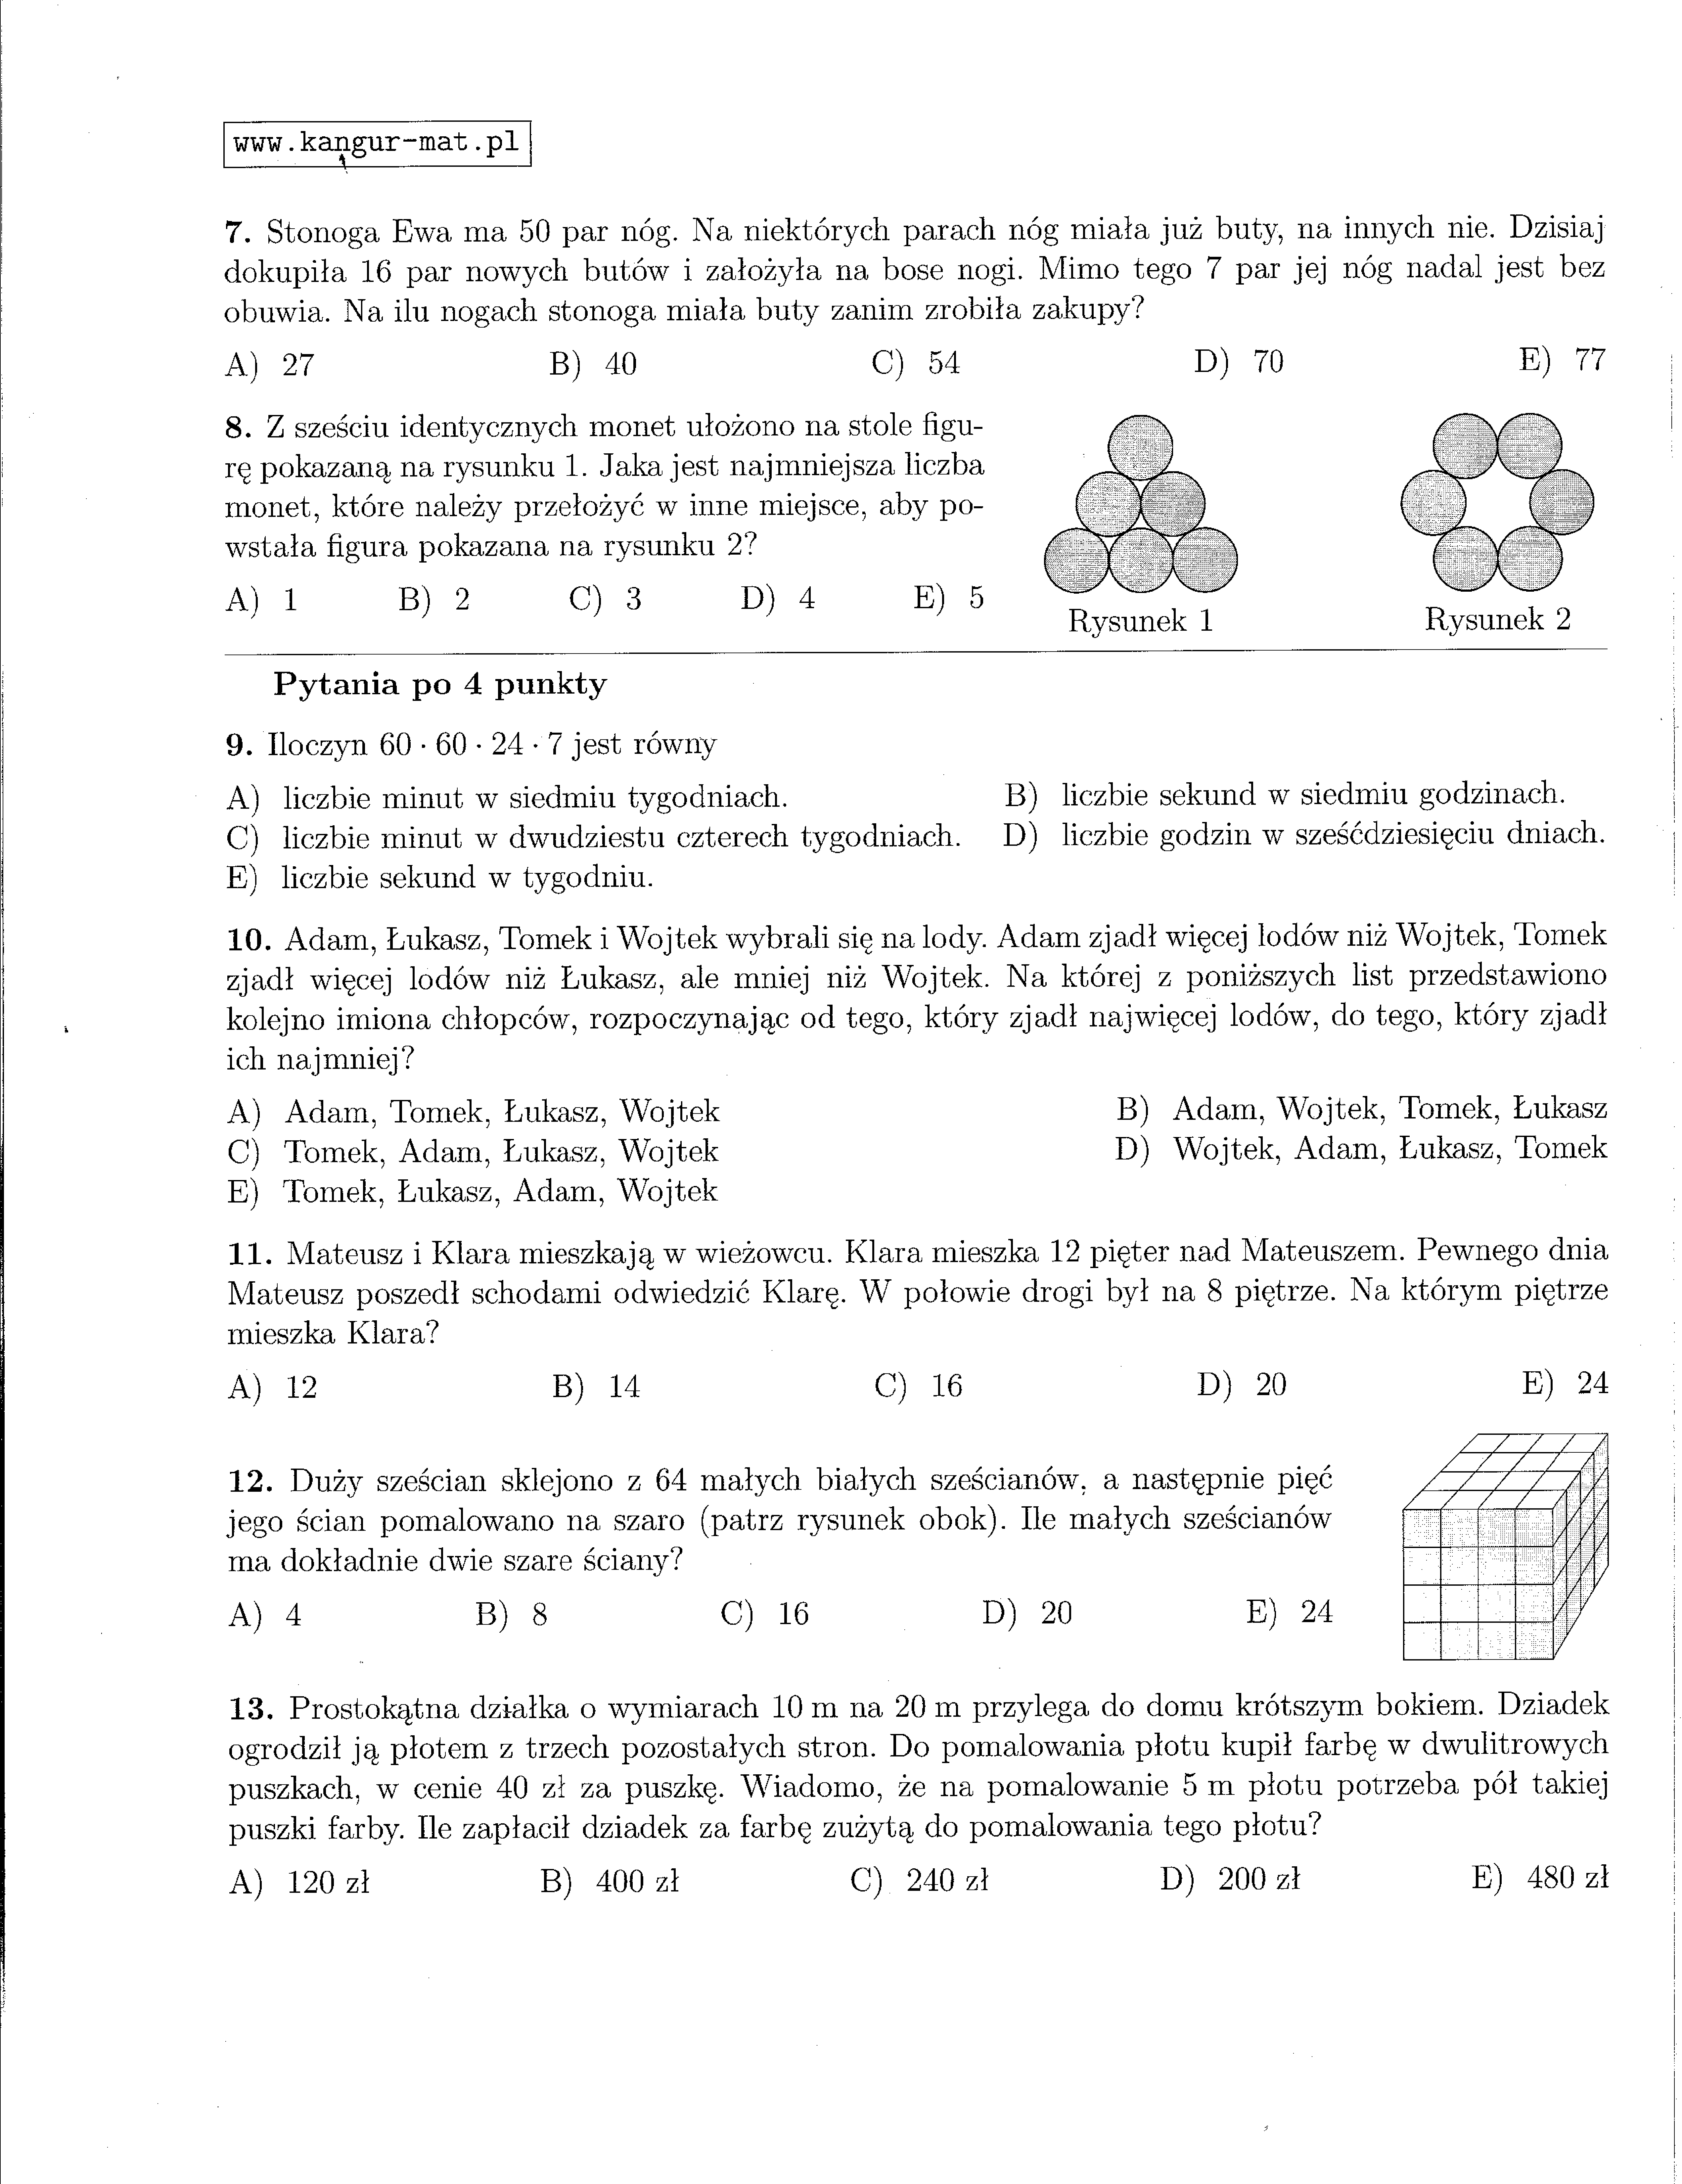 www.kangur-mat.pl
7. Stonoga Ewa ma 50 par nóg. Na niektórych parach nóg miała już buty, na innych nie. Dzisiaj
dokupiła 16 par nowych butów i założyła na bose nogi. Mimo tego 7 par jej nóg nadal jest bez
obuwia. Na ilu nogach stonoga miała buty zanim zrobiła zakupy?
A) 27 B) 40 C) 54 D) 70 E) 77
8. Z sześciu identycznych monet ułożono na stole figu-
rę pokazaną na rysunku 1. Jaka jest najmniejsza liczba
monet, które należy przełożyć w inne miejsce, aby po-
wstała figura pokazana na rysunku 2?
A) 1 B) 2 C) 3 D) 4 E) 5
Rysunek 1 Rysunek 2
Pytania po 4 punkty
9. Iloczyn 60 · 60 · 24 · 7 jest równy
A) liczbie minut w siedmiu tygodniach. B) liczbie sekund w siedmiu godzinach.
C) liczbie minut w dwudziestu czterech tygodniach. D) liczbie godzin w sześćdziesięciu dniach.
E) liczbie sekund w tygodniu.
10. Adam, Łukasz, Tomek i Wojtek wybrali się na lody. Adam zjadł więcej lodów niż Wojtek, Tomek
zjadł więcej lodów niż Łukasz, ale mniej niż Wojtek. Na której z poniższych list przedstawiono
kolejno imiona chłopców, rozpoczynając od tego, który zjadł najwięcej lodów, do tego, który zjadł
ich najmniej?
A) Adam, Tomek, Łukasz, Wojtek B) Adam, Wojtek, Tomek, Łukasz
C) Tomek, Adam, Łukasz, Wojtek D) Wojtek, Adam, Łukasz, Tomek
E) Tomek, Łukasz, Adam, Wojtek
11. Mateusz i Klara mieszkają w wieżowcu. Klara mieszka 12 pięter nad Mateuszem. Pewnego dnia
Mateusz poszedł schodami odwiedzić Klarę. W połowie drogi był na 8 piętrze. Na którym piętrze
mieszka Klara?
A) 12 B) 14 C) 16 D) 20 E) 24
12. Duży sześcian sklejono z 64 małych białych sześcianów, a następnie pięć
jego ścian pomalowano na szaro (patrz rysunek obok). Ile małych sześcianów
ma dokładnie dwie szare ściany?
A) 4 B) 8 C) 16 D) 20 E) 24
13. Prostokątna działka o wymiarach 10 m na 20 m przylega do domu krótszym bokiem. Dziadek
ogrodził ją płotem z trzech pozostałych stron. Do pomalowania płotu kupił farbę w dwulitrowych
puszkach, w cenie 40 zł za puszkę. Wiadomo, że na pomalowanie 5 m płotu potrzeba pół takiej
puszki farby. Ile zapłacił dziadek za farbę zużytą do pomalowania tego płotu?
A) 120 zł B) 400 zł C) 240 zł D) 200 zł E) 480 zł